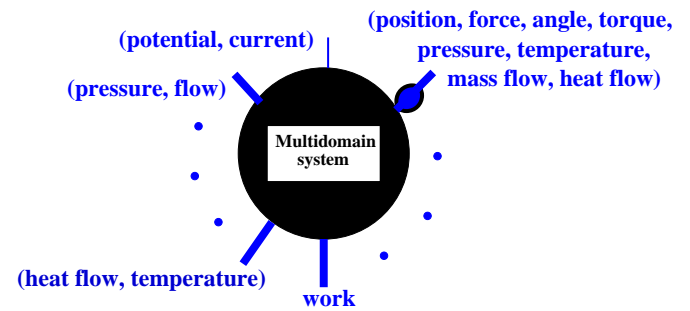 (position, force, angle, torque,
(potential, current)
pressure, temperature,
mass flow, heat flow)
(pressure, flow)
Multidomain
system
(heat flow, temperature)
work